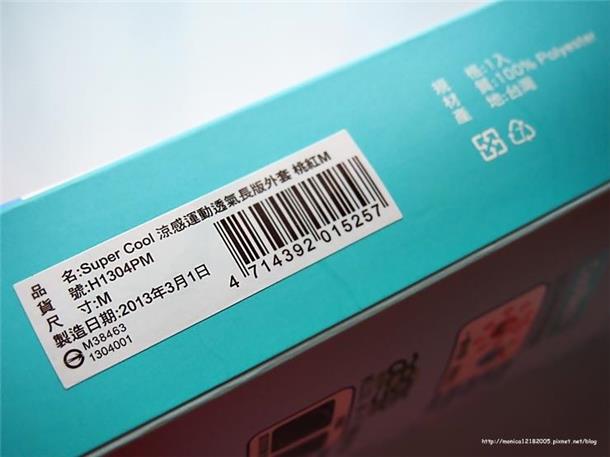 品 名:Super Cool 涼感運動透氣長版外套 桃紅M
貨 號:H1304PM
尺 寸:M
製造日期:2013年3月1日
M38463
1304001
4 714392 015257
規 格:1入
材 質:100% Polyester
產 地:台灣
http://monica12182005.pixnet.net/blog